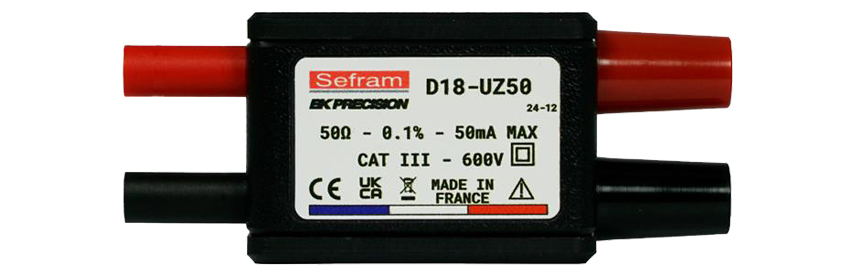 Sefram
BK PRECISION
D18-UZ50
24-12
50Ω - 0.1% - 50mA MAX
CAT III - 600V
CE UK CA MADE IN
FRANCE